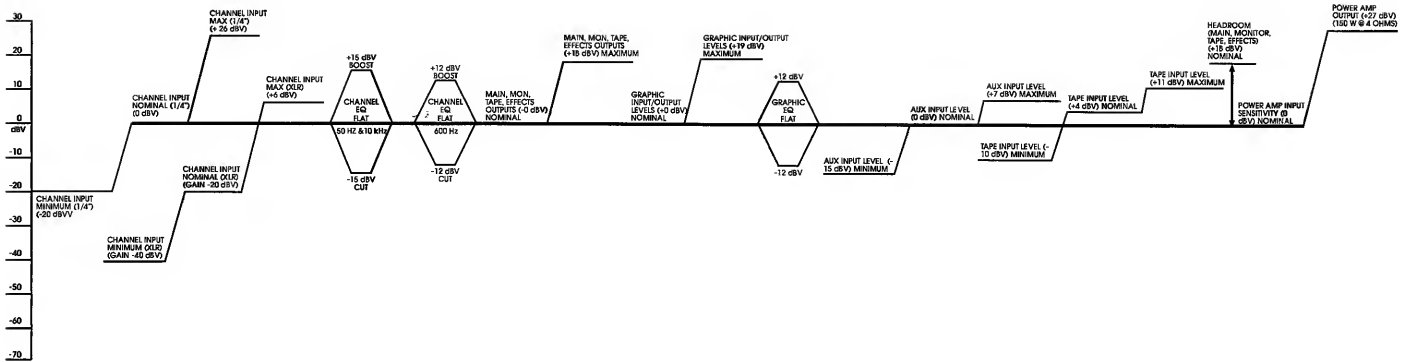 30
20
10
0
dBV
-10
-20
-30
-40
-50
-60
-70
CHANNEL INPUT
MINIMUM (1/4")
(-20 dBVV
CHANNEL INPUT
NOMINAL (1/4")
(0 dBV)
CHANNEL INPUT
MAX (1/4")
(+26 dBV)
CHANNEL INPUT
MINIMUM (XLR)
(GAIN -40 dBV)
CHANNEL INPUT
NOMINAL (XLR)
(GAIN -20 dBV)
CHANNEL INPUT
MAX (XLR)
(+6 dBV)
+15 dBV
BOOST
CHANNEL
EQ
FLAT
50 HZ & 10 kHz
-15 dBV
CUT
+12 dBV
BOOST
CHANNEL
EQ
FLAT
600 Hz
-12 dBV
CUT
MAIN, MON,
TAPE, EFFECTS
OUTPUTS (-0 dBV)
NOMINAL
MAIN, MON, TAPE,
EFFECTS OUTPUTS
(+18 dBV) MAXIMUM
GRAPHIC
INPUT/OUTPUT
LEVELS (+0 dBV)
NOMINAL
GRAPHIC INPUT/OUTPUT
LEVELS (+19 dBV)
MAXIMUM
+12 dBV
GRAPHIC
EQ
FLAT
-12 dBV
AUX INPUT LEVEL (-
15 dBV) MINIMUM
AUX INPUT LEVEL
(0 dBV) NOMINAL
AUX INPUT LEVEL
(+7 dBV) MAXIMUM
TAPE INPUT LEVEL (-
10 dBV) MINIMUM
TAPE INPUT LEVEL
(+4 dBV) NOMINAL
TAPE INPUT LEVEL
(+11 dBV) MAXIMUM
HEADROOM
(MAIN, MONITOR,
TAPE, EFFECTS)
(+18 dBV)
NOMINAL
POWER AMP INPUT
SENSITIVITY (0
dBV) NOMINAL
POWER AMP
OUTPUT (+27 dBV)
(150 W @ 4 OHMS)